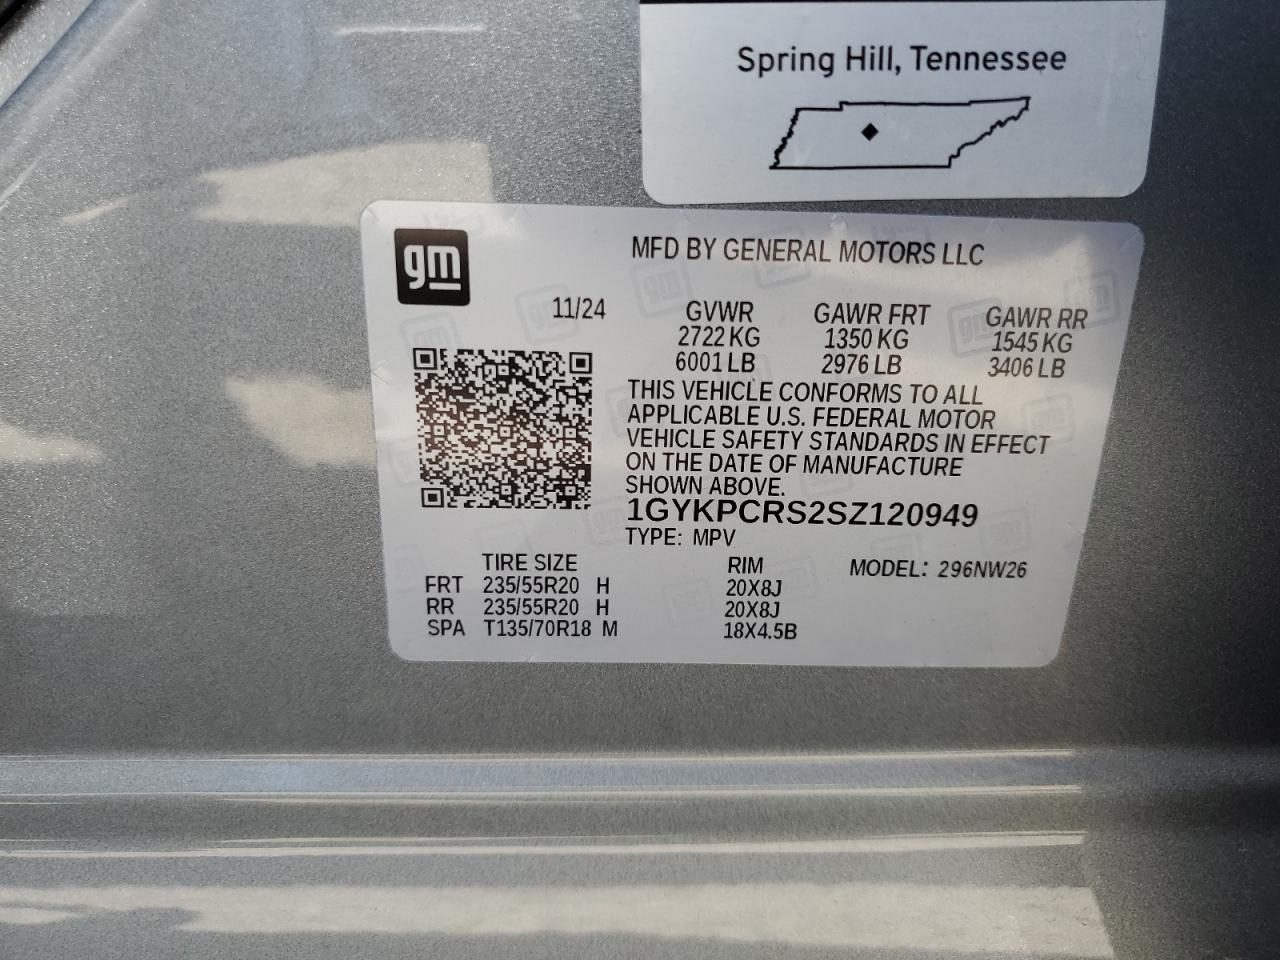 Spring Hill, Tennessee
gm
MFD BY GENERAL MOTORS LLC
11/24 GVWR GAWR FRT GAWR RR
2722 KG 1350 KG 1545 KG
6001 LB 2976 LB 3406 LB
THIS VEHICLE CONFORMS TO ALL
APPLICABLE U.S. FEDERAL MOTOR
VEHICLE SAFETY STANDARDS IN EFFECT
ON THE DATE OF MANUFACTURE
SHOWN ABOVE.
1GYKPCRS2SZ120949
TYPE: MPV
TIRE SIZE RIM MODEL: 296NW26
FRT 235/55R20 H 20X8J
RR 235/55R20 H 20X8J
SPA T135/70R18 M 18X4.5B